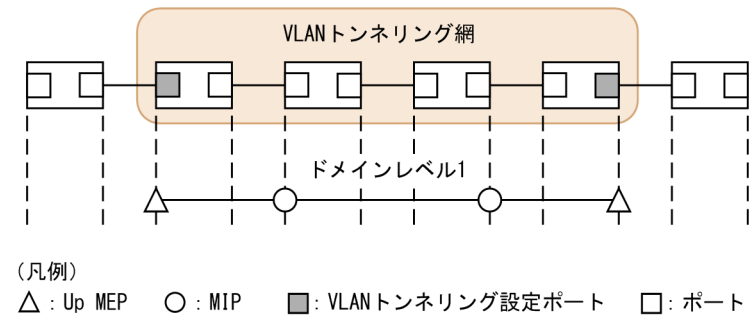 VLANトンネリング網
ドメインレベル1
(凡例)
△ : Up MEP ○ : MIP ■ : VLANトンネリング設定ポート □ : ポート